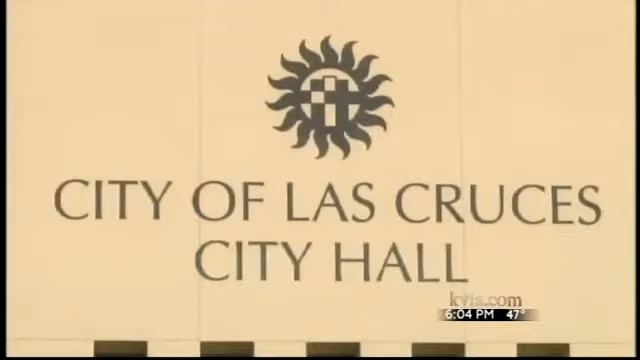 CITY OF LAS CRUCES
CITY HALL
kvia.com
6:04 PM 47°